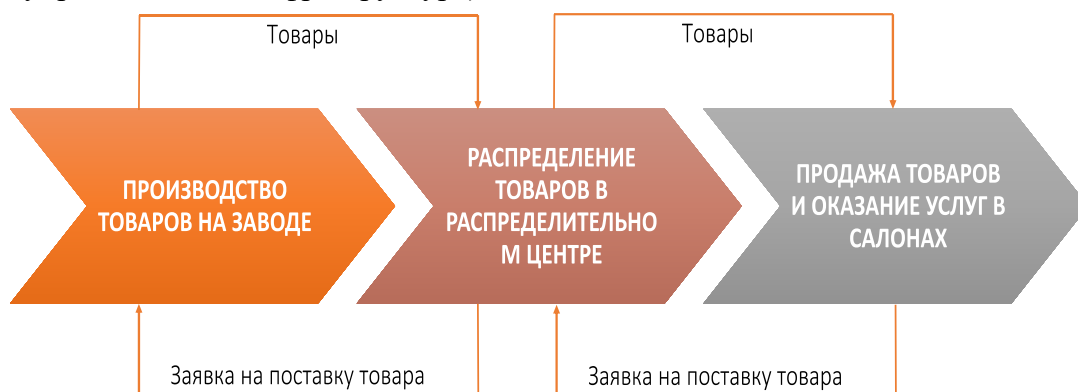 Товары
Товары
ПРОИЗВОДСТВО
ТОВАРОВ НА ЗАВОДЕ
РАСПРЕДЕЛЕНИЕ
ТОВАРОВ В
РАСПРЕДЕЛИТЕЛЬНО
М ЦЕНТРЕ
ПРОДАЖА ТОВАРОВ
И ОКАЗАНИЕ УСЛУГ В
САЛОНАХ
Заявка на поставку товара
Заявка на поставку товара